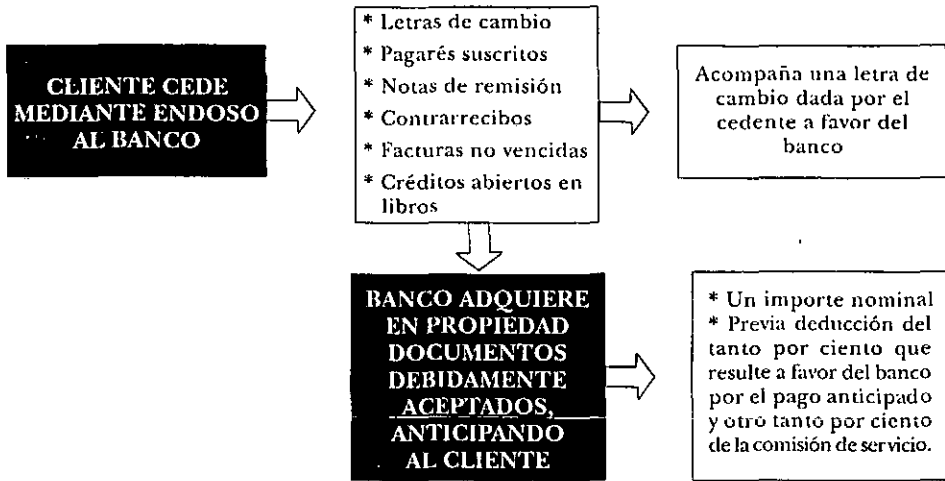 CLIENTE CEDE
MEDIANTE ENDOSO
AL BANCO
* Letras de cambio
* Pagarés suscritos
* Notas de remisión
* Contrarrecibos
* Facturas no vencidas
* Créditos abiertos en
libros
Acompaña una letra de
cambio dada por el
cedente a favor del
banco
BANCO ADQUIERE
EN PROPIEDAD
DOCUMENTOS
DEBIDAMENTE
ACEPTADOS,
ANTICIPANDO
AL CLIENTE
* Un importe nominal
* Previa deducción del
tanto por ciento que
resulte a favor del banco
por el pago anticipado
y otro tanto por ciento
de la comisión de servicio.